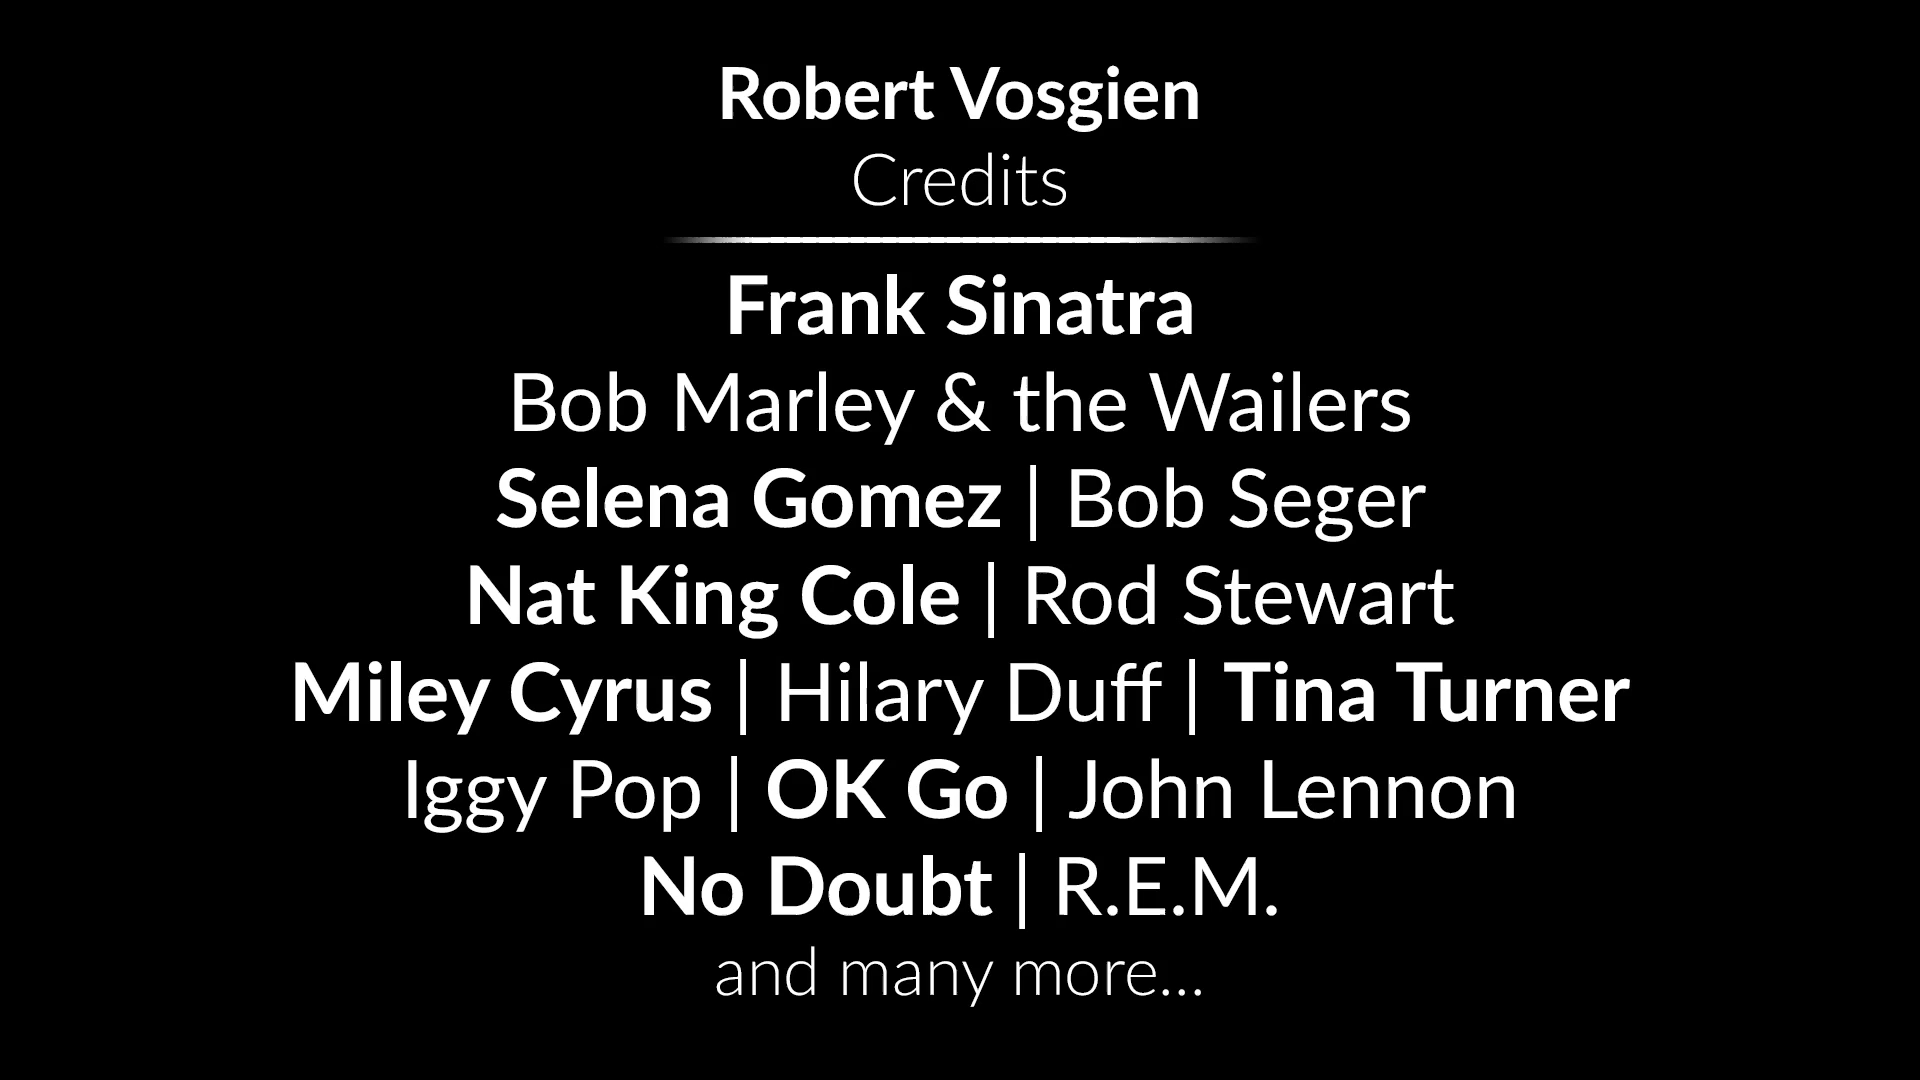 Robert Vosgien
Credits
Frank Sinatra
Bob Marley & the Wailers
Selena Gomez | Bob Seger
Nat King Cole | Rod Stewart
Miley Cyrus | Hilary Duff | Tina Turner
Iggy Pop | OK Go | John Lennon
No Doubt | R.E.M.
and many more...